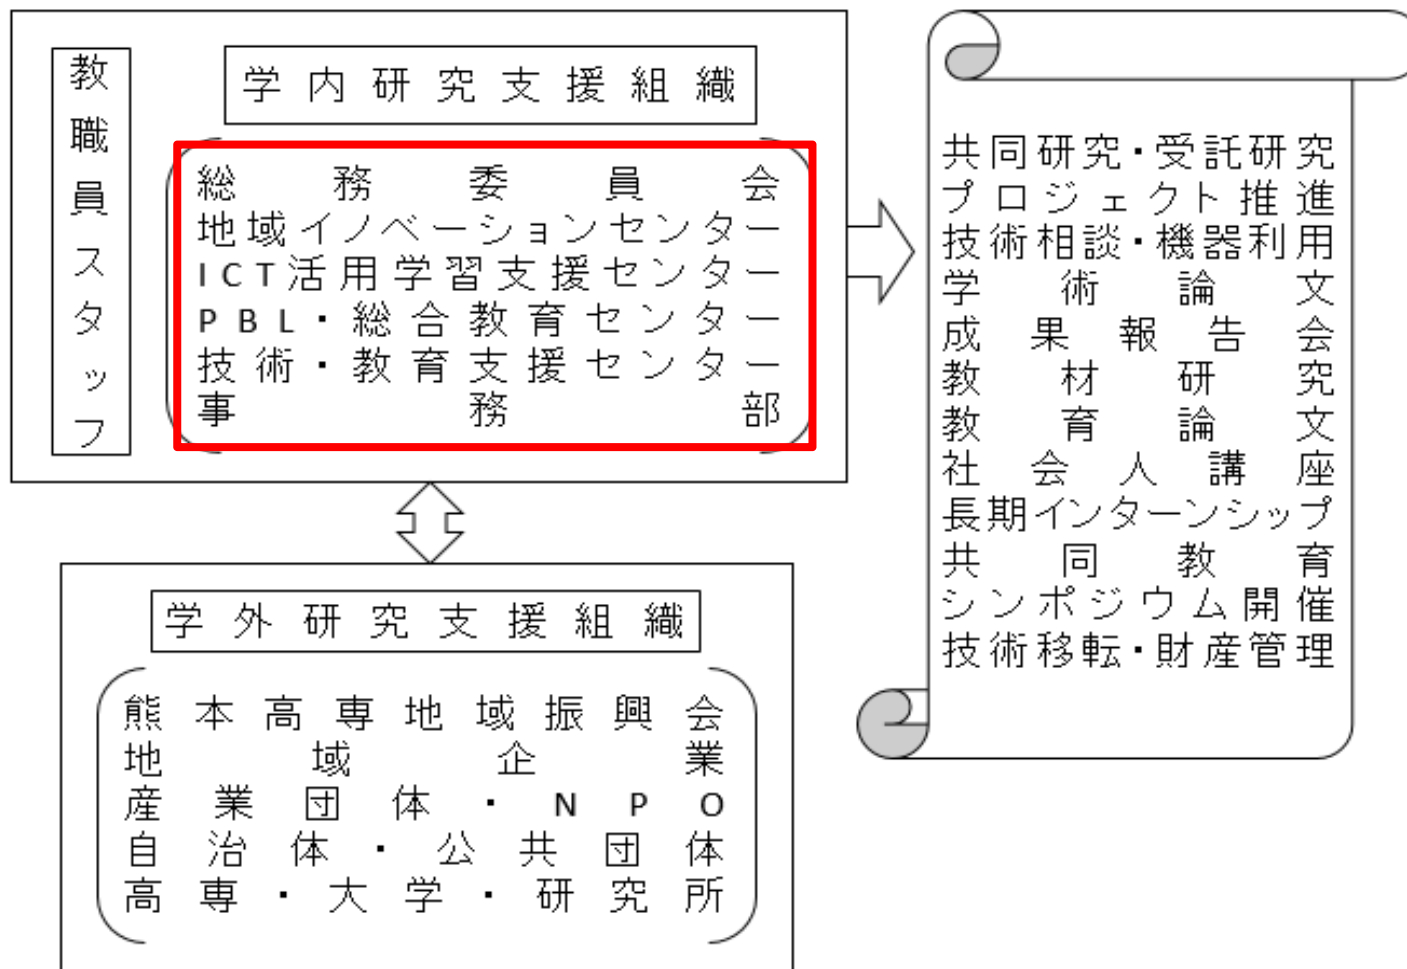 教職員スタッフ
学内研究支援組織
総務委員会
地域イノベーションセンター
ICT活用学習支援センター
PBL・総合教育センター
技術・教育支援センター
事務部
学外研究支援組織
熊本高専地域振興会
地域企業
産業団体・NPO
自治体・公共団体
高専・大学・研究所
共同研究・受託研究
プロジェクト推進
技術相談・機器利用
学術論文
成果報告会
教材研究
教育論文
社会人講座
長期インターンシップ
共同教育
シンポジウム開催
技術移転・財産管理